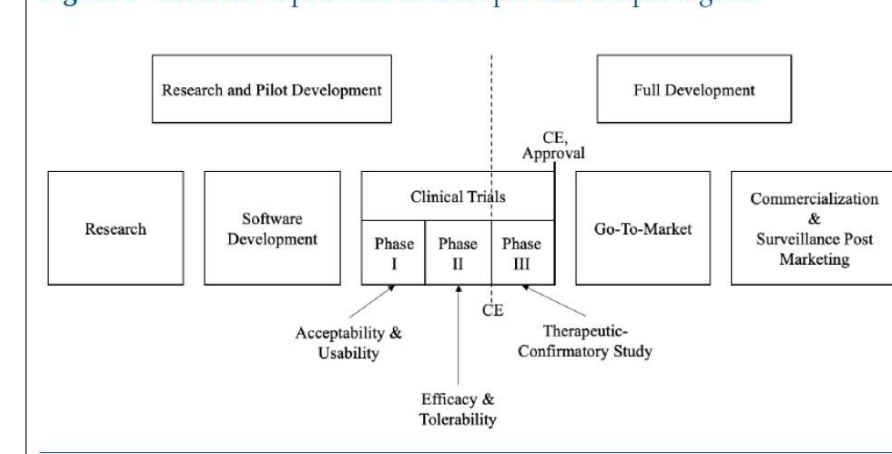 Research and Pilot Development
Full Development
CE,
Approval
Research
Software
Development
Clinical Trials
Phase
I
Phase
II
Phase
III
Go-To-Market
Commercialization
&
Surveillance Post
Marketing
CE
Acceptability &
Usability
Efficacy &
Tolerability
Therapeutic-
Confirmatory Study